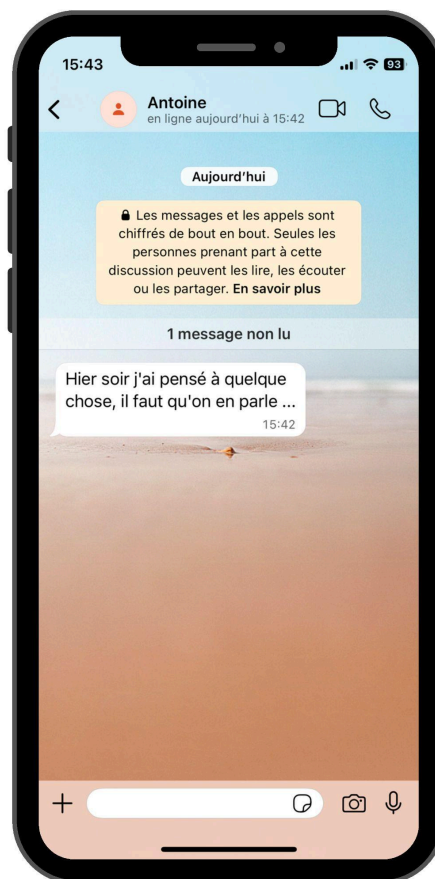 15:43
93
Antoine
en ligne aujourd'hui à 15:42
Aujourd'hui
Les messages et les appels sont
chiffrés de bout en bout. Seules les
personnes prenant part à cette
discussion peuvent les lire, les écouter
ou les partager. En savoir plus
1 message non lu
Hier soir j'ai pensé à quelque
chose, il faut qu'on en parle ...
15:42